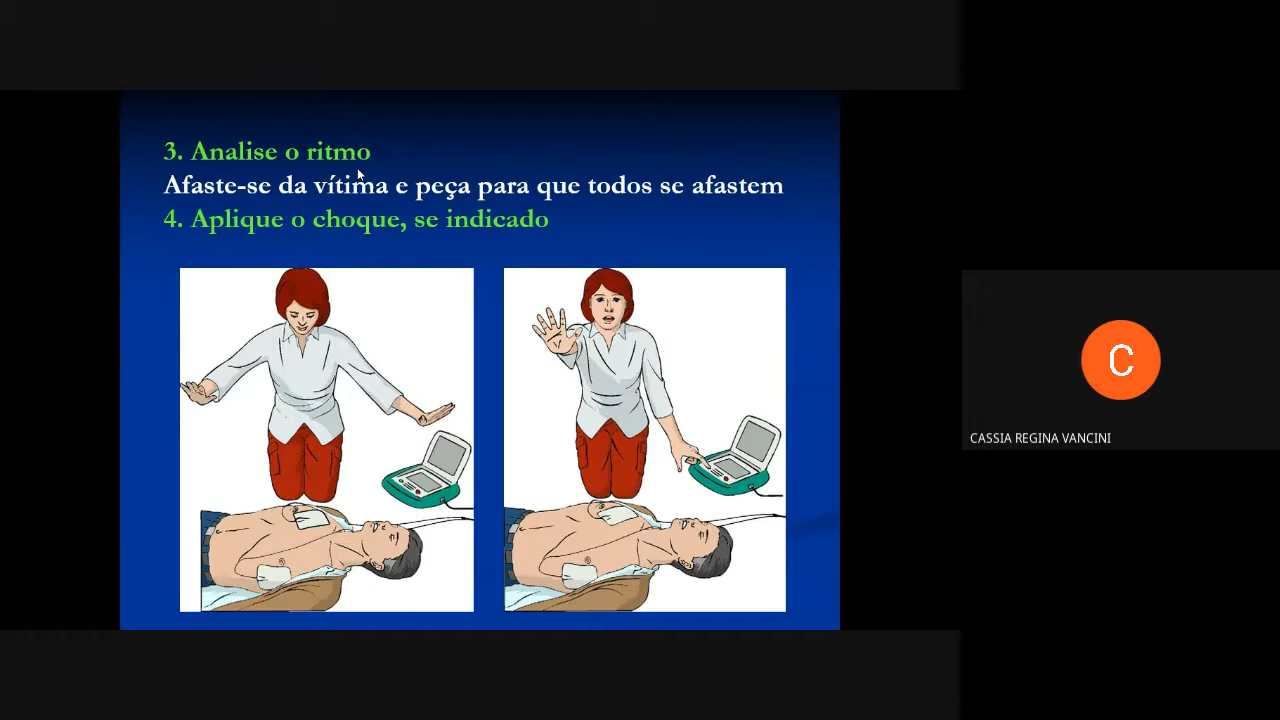 3. Analise o ritmo
Afaste-se da vítima e peça para que todos se afastem
4. Aplique o choque, se indicado
C
CASSIA REGINA VANCINI